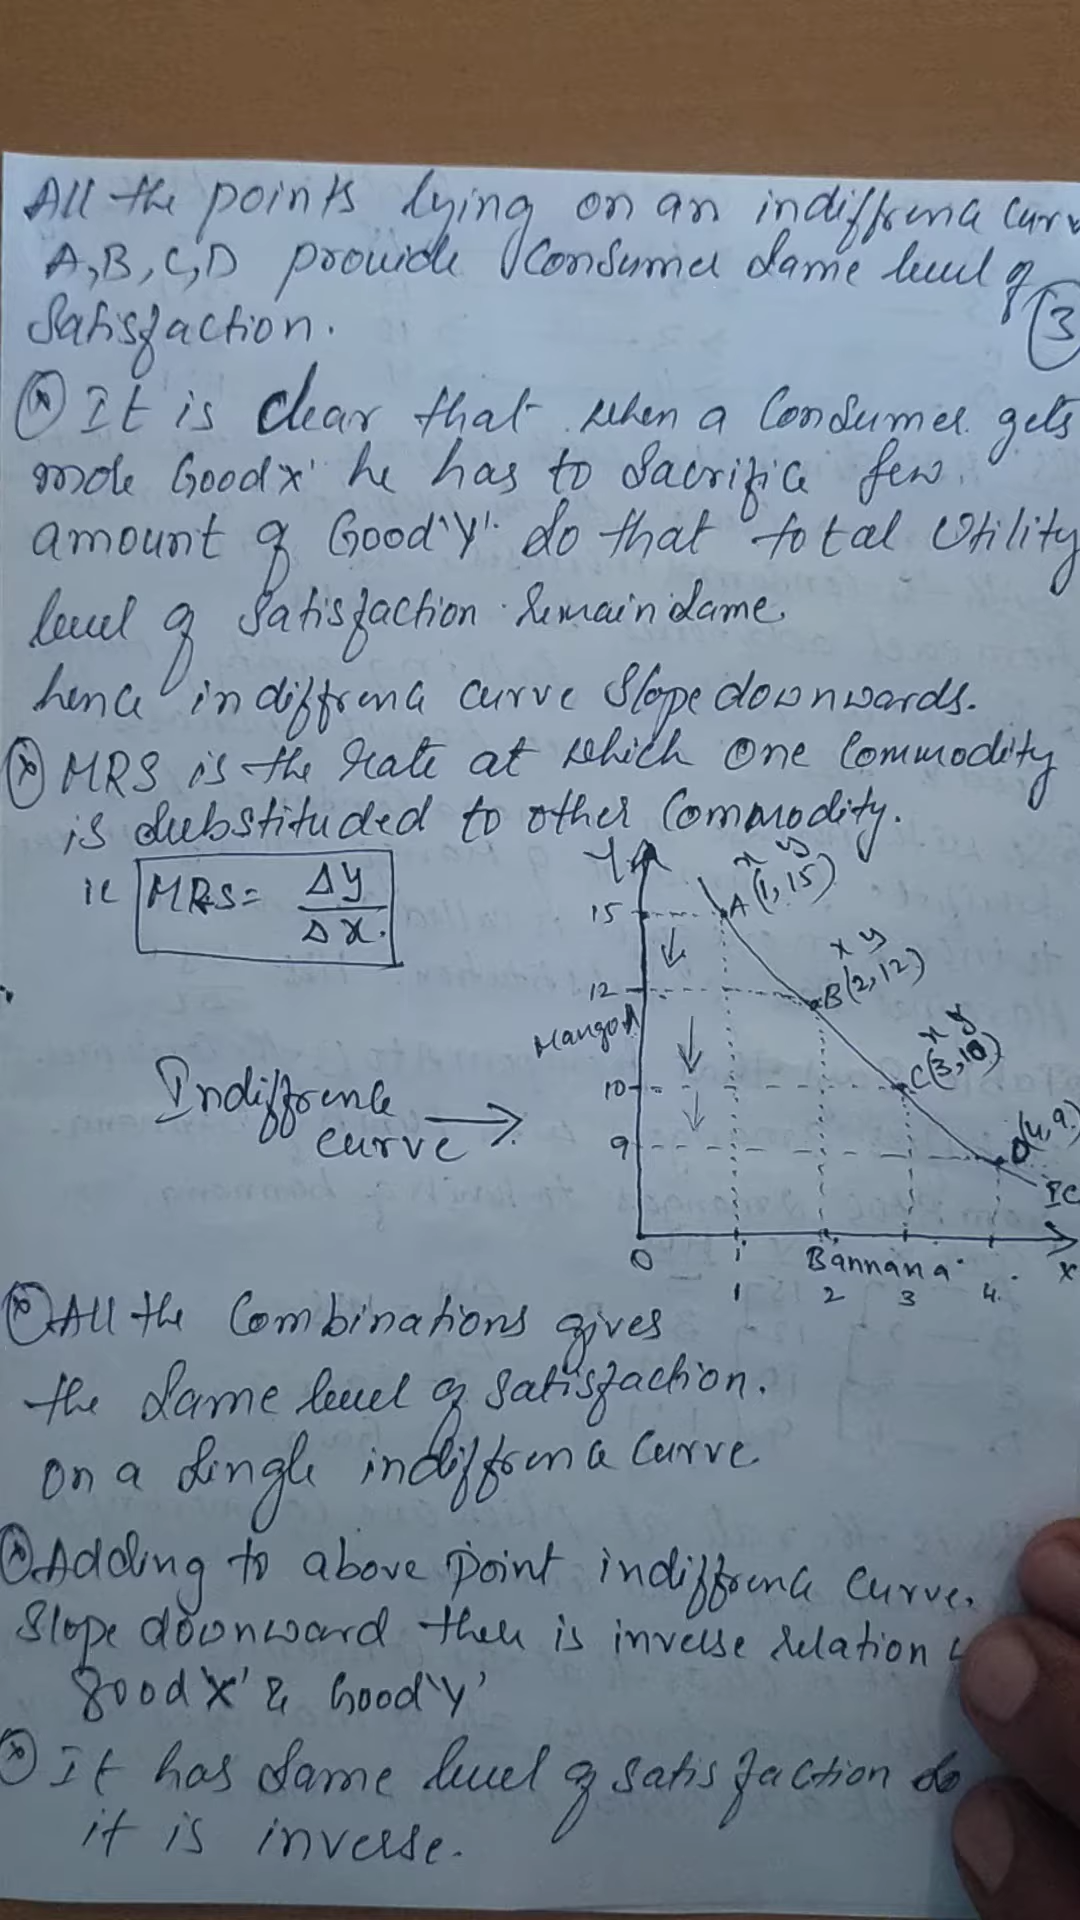 All the points lying on an indiffrence curv
A, B, C, D provide Consumer same level of
Satisfaction.
3
It is clear that when a Consumer gets
more Good 'X' he has to Sacrifice few
amount of Good 'Y' So that total Utility
level of Satisfaction remain same.
hence indiffrence curve Slope downwards.
MRS is the rate at which One Commodity
is substituded to other Commodity.
ie MRS = Δy / Δx.
Y
x y
A (1, 15)
15
x y
B (2, 12)
12
Mango
x y
C (3, 10)
10
D (4, 9)
9
IC
Indiffrence
curve →
O
Bannana
X
1 2 3 4
All the Combinations gives
the same level of satisfaction.
on a single indiffrence Curve.
Adding to above point indiffrence curve.
Slope downward there is inverse relation
good 'X' & Good 'Y'
It has same level of satisfaction so
it is inverse.